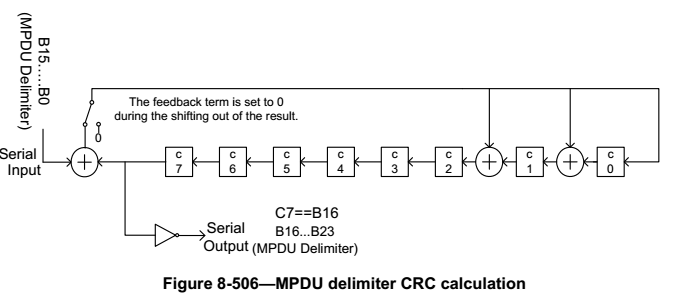 B15.....B0
(MPDU Delimiter)
The feedback term is set to 0
during the shifting out of the result.
0
Serial
Input
c
7
c
6
c
5
c
4
c
3
c
2
c
1
c
0
C7==B16
Serial B16...B23
Output (MPDU Delimiter)
Figure 8-506—MPDU delimiter CRC calculation